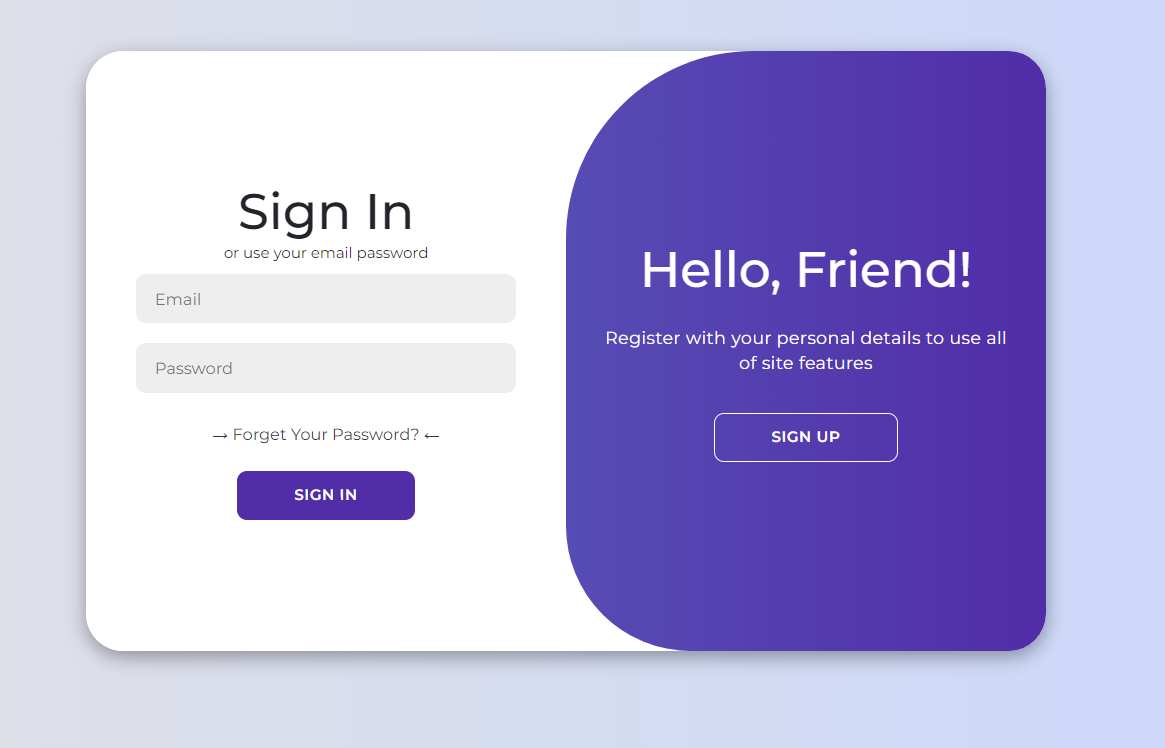 Sign In
or use your email password
Email
Password
→ Forget Your Password? ←
SIGN IN
Hello, Friend!
Register with your personal details to use all
of site features
SIGN UP